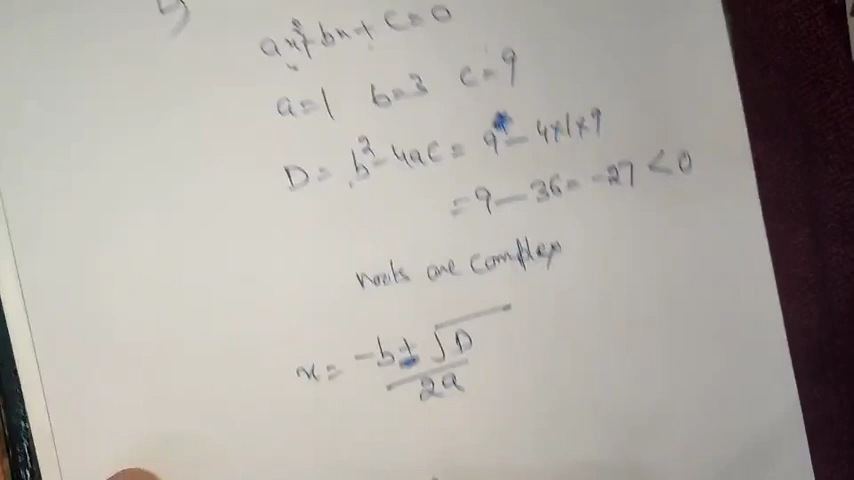 5)
ax²+bx+c=0
a=1 b=3 c=9
D= b²-4ac= 9-4×1×9
=9-36=-27<0
roots are complex
x= -b±√D / 2a